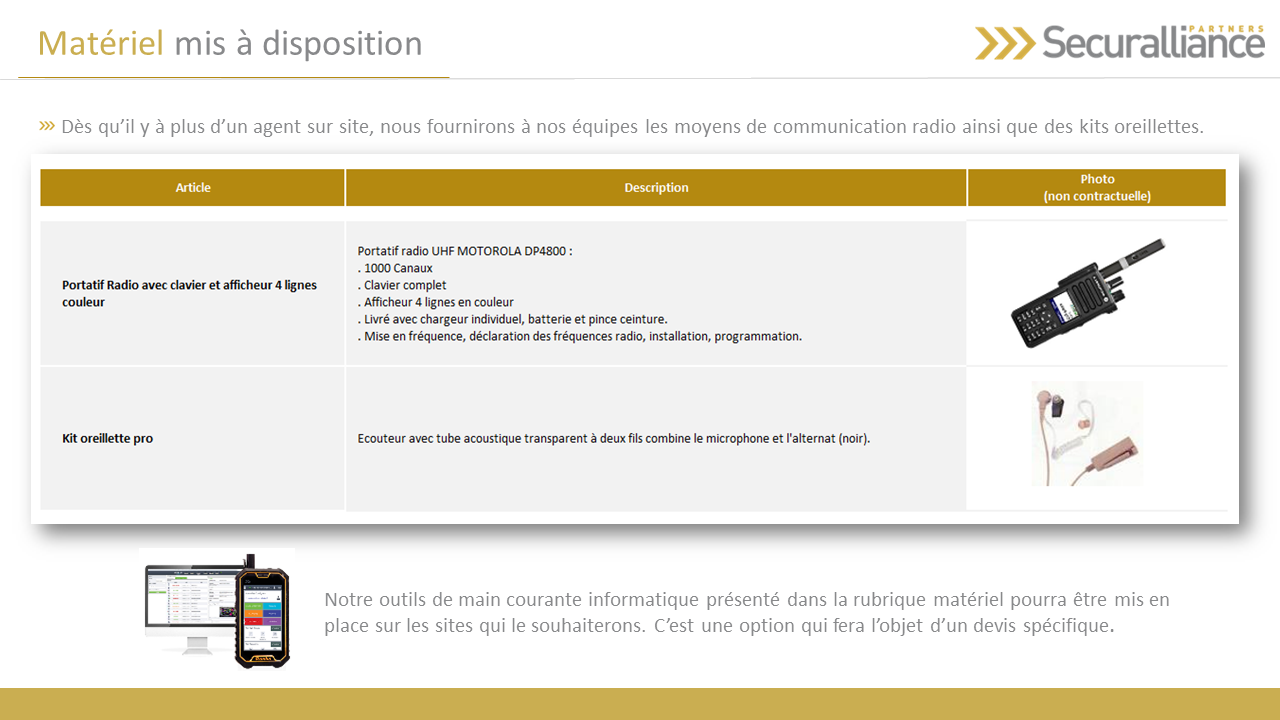 Matériel mis à disposition
PARTNERS
Securalliance
Dès qu’il y à plus d’un agent sur site, nous fournirons à nos équipes les moyens de communication radio ainsi que des kits oreillettes.
Article
Description
Photo
(non contractuelle)
Portatif Radio avec clavier et afficheur 4 lignes
couleur
Portatif radio UHF MOTOROLA DP4800 :
. 1000 Canaux
. Clavier complet
. Afficheur 4 lignes en couleur
. Livré avec chargeur individuel, batterie et pince ceinture.
. Mise en fréquence, déclaration des fréquences radio, installation, programmation.
Kit oreillette pro
Ecouteur avec tube acoustique transparent à deux fils combine le microphone et l'alternat (noir).
Notre outils de main courante informatique présenté dans la rubrique matériel pourra être mis en
place sur les sites qui le souhaiterons. C’est une option qui fera l’objet d’un devis spécifique.